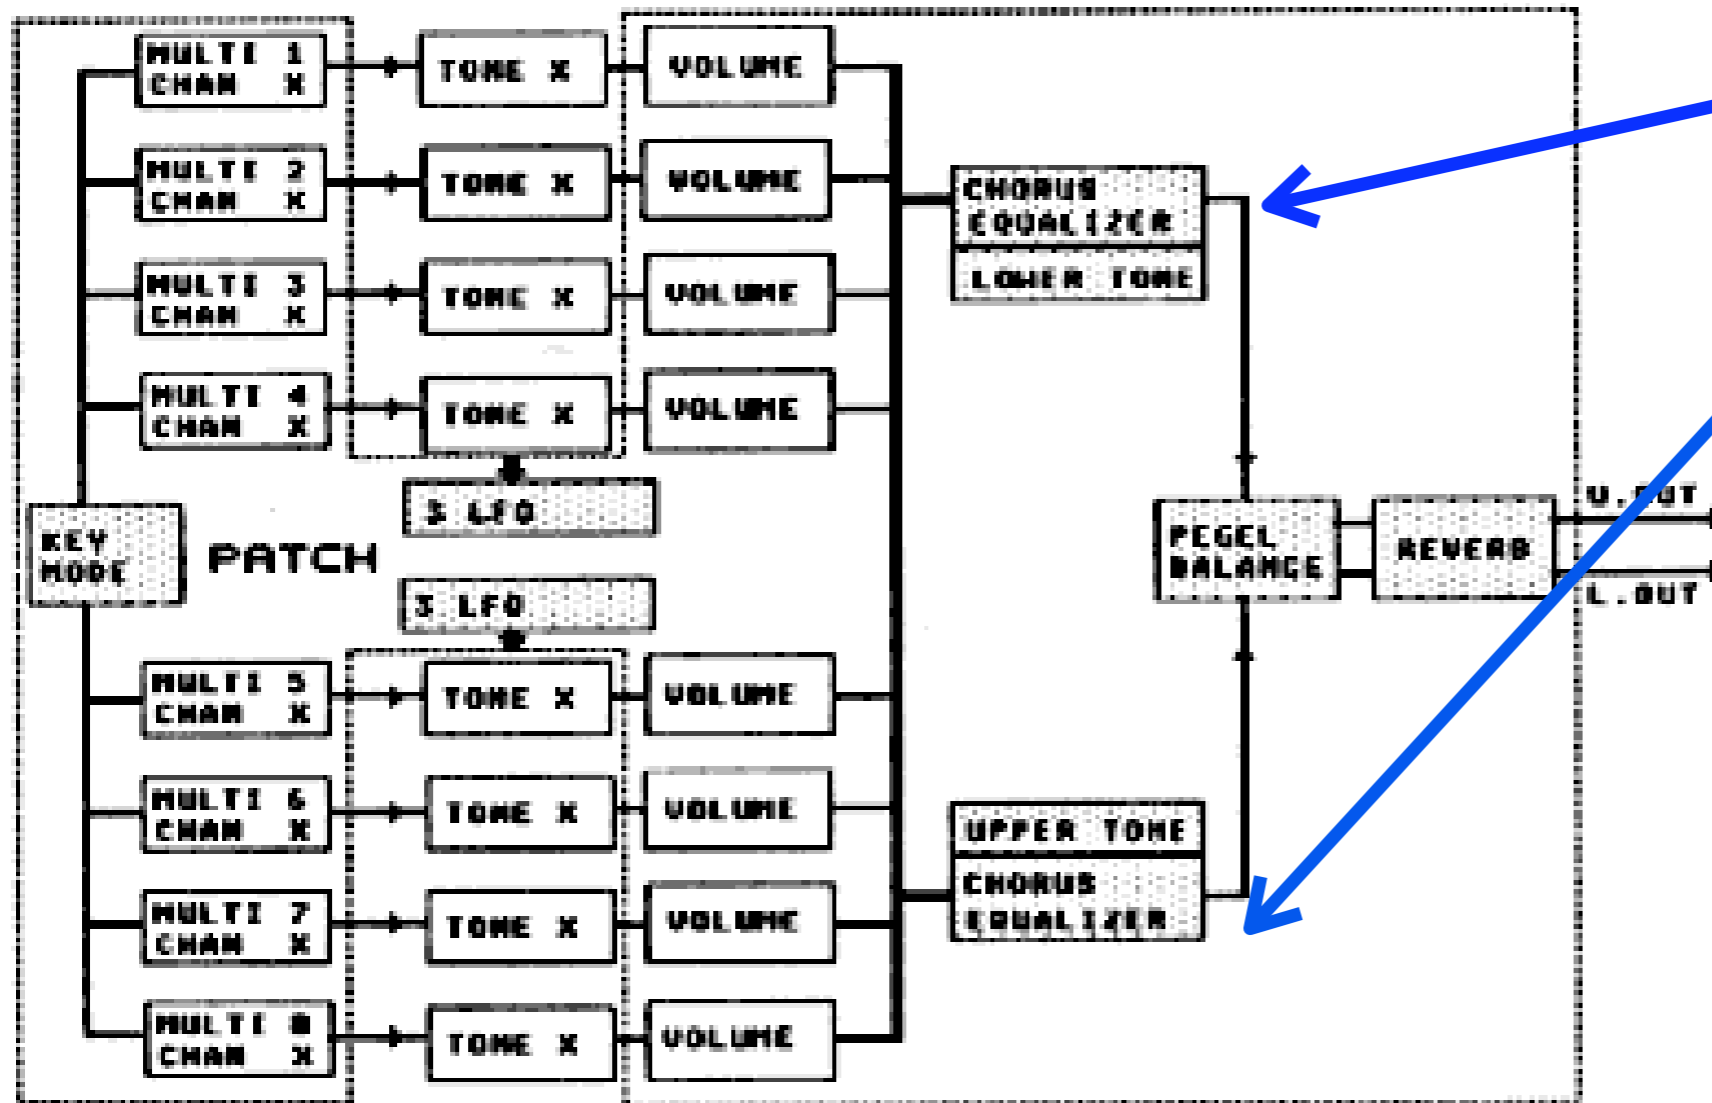 MULTI 1
CHAN X
TONE X
VOLUME
MULTI 2
CHAN X
TONE X
VOLUME
CHORUS
EQUALIZER
LOWER TONE
MULTI 3
CHAN X
TONE X
VOLUME
MULTI 4
CHAN X
TONE X
VOLUME
3 LFO
KEY
MODE
PATCH
PEGEL
BALANCE
REVERB
U.OUT
L.OUT
3 LFO
MULTI 5
CHAN X
TONE X
VOLUME
MULTI 6
CHAN X
TONE X
VOLUME
UPPER TONE
CHORUS
EQUALIZER
MULTI 7
CHAN X
TONE X
VOLUME
MULTI 8
CHAN X
TONE X
VOLUME